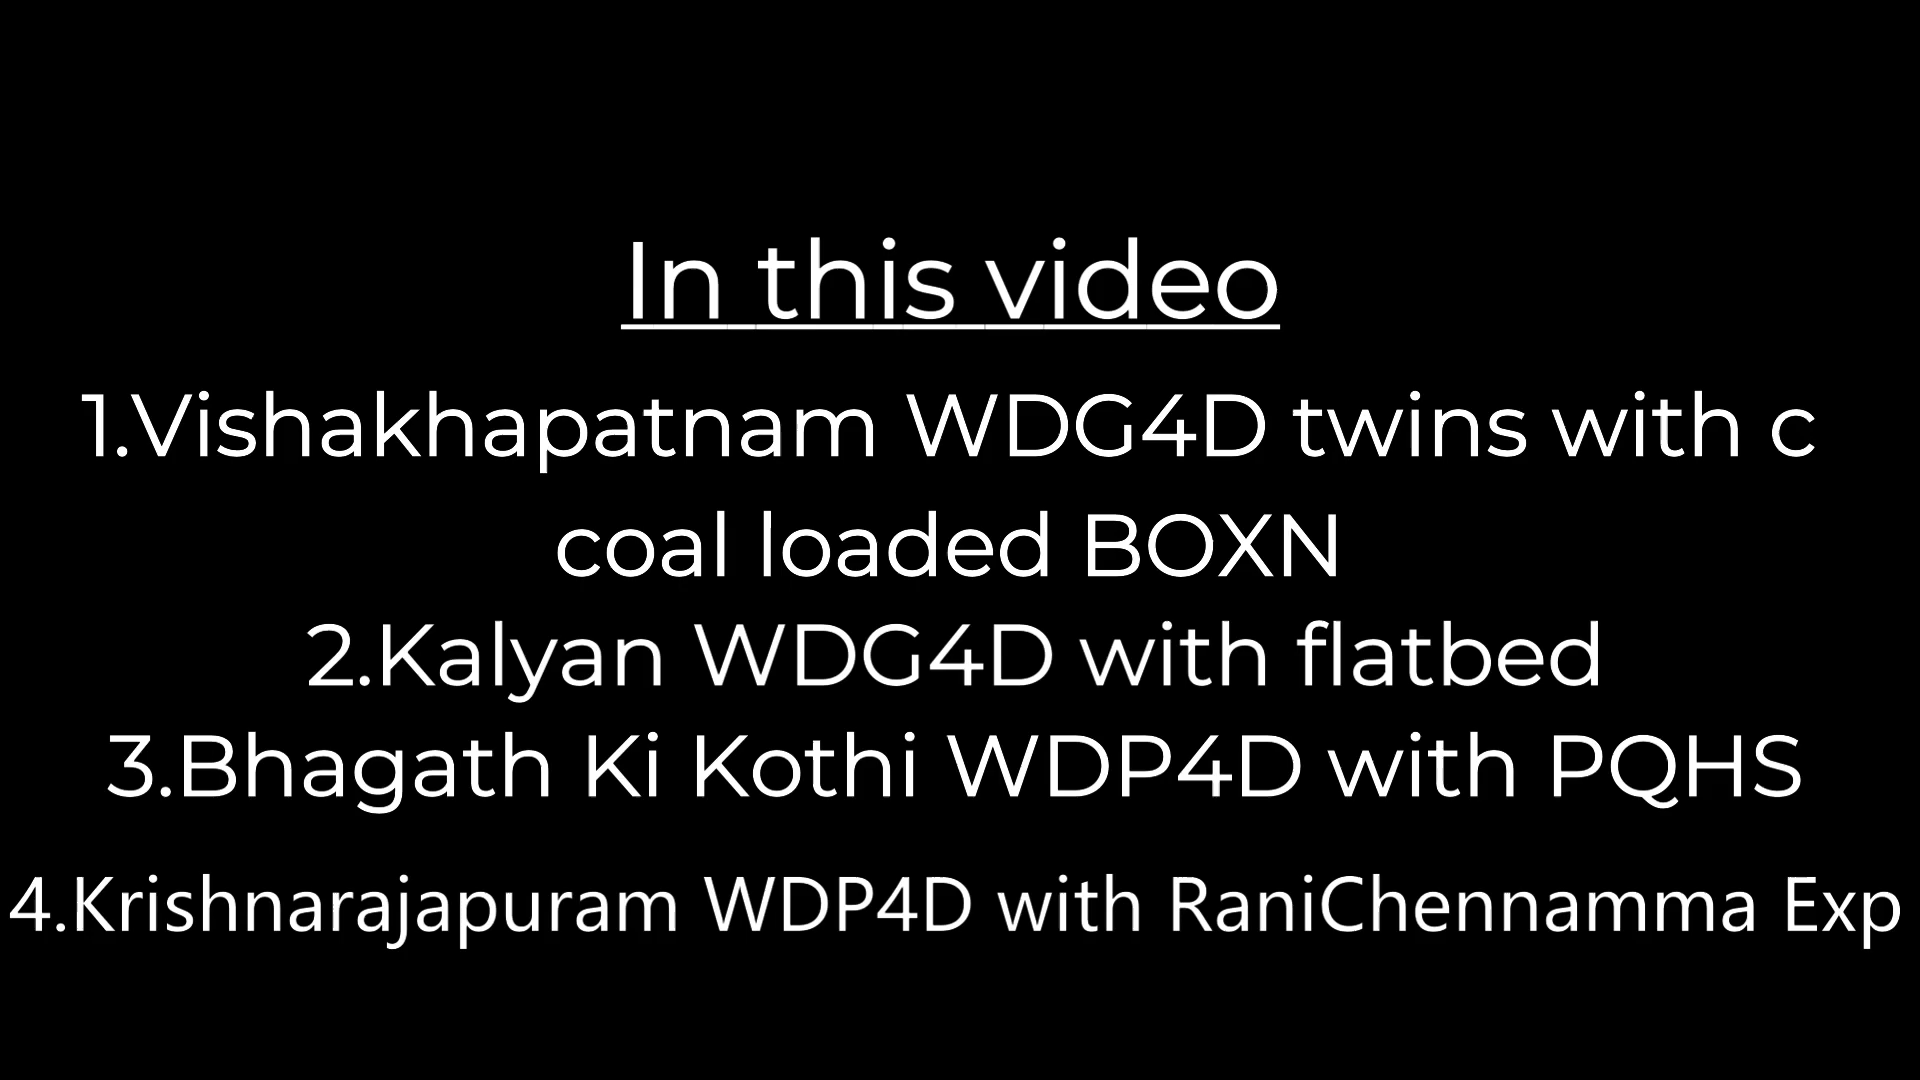 In this video
1.Vishakhapatnam WDG4D twins with c
coal loaded BOXN
2.Kalyan WDG4D with flatbed
3.Bhagath Ki Kothi WDP4D with PQHS
4.Krishnarajapuram WDP4D with RaniChennamma Exp